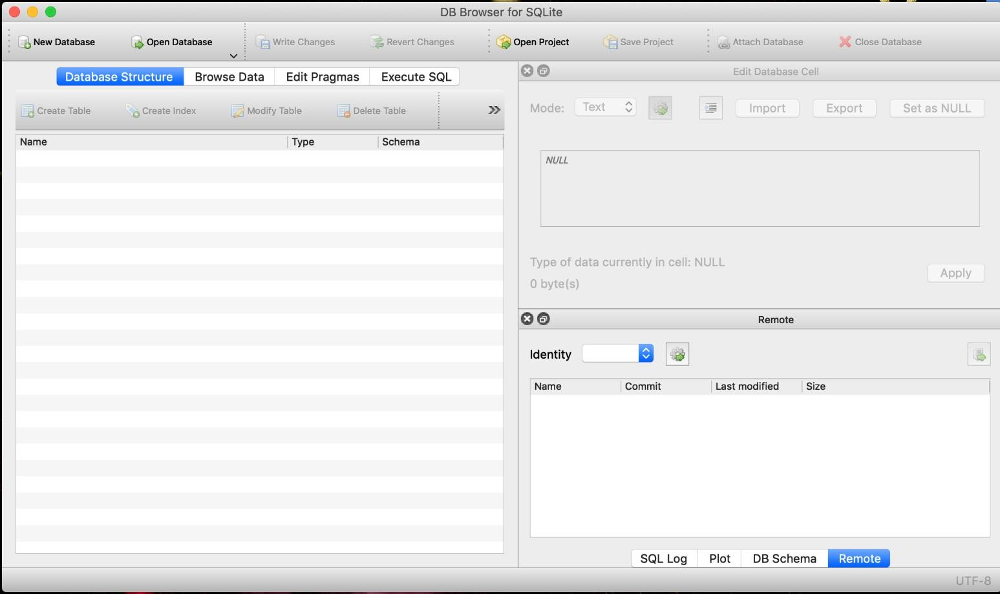 DB Browser for SQLite
New Database Open Database Write Changes Revert Changes Open Project Save Project Attach Database Close Database
Database Structure Browse Data Edit Pragmas Execute SQL
Create Table Create Index Modify Table Delete Table »
Name Type Schema
Edit Database Cell
Mode: Text Import Export Set as NULL
NULL
Type of data currently in cell: NULL
0 byte(s)
Apply
Remote
Identity
Name Commit Last modified Size
SQL Log Plot DB Schema Remote
UTF-8